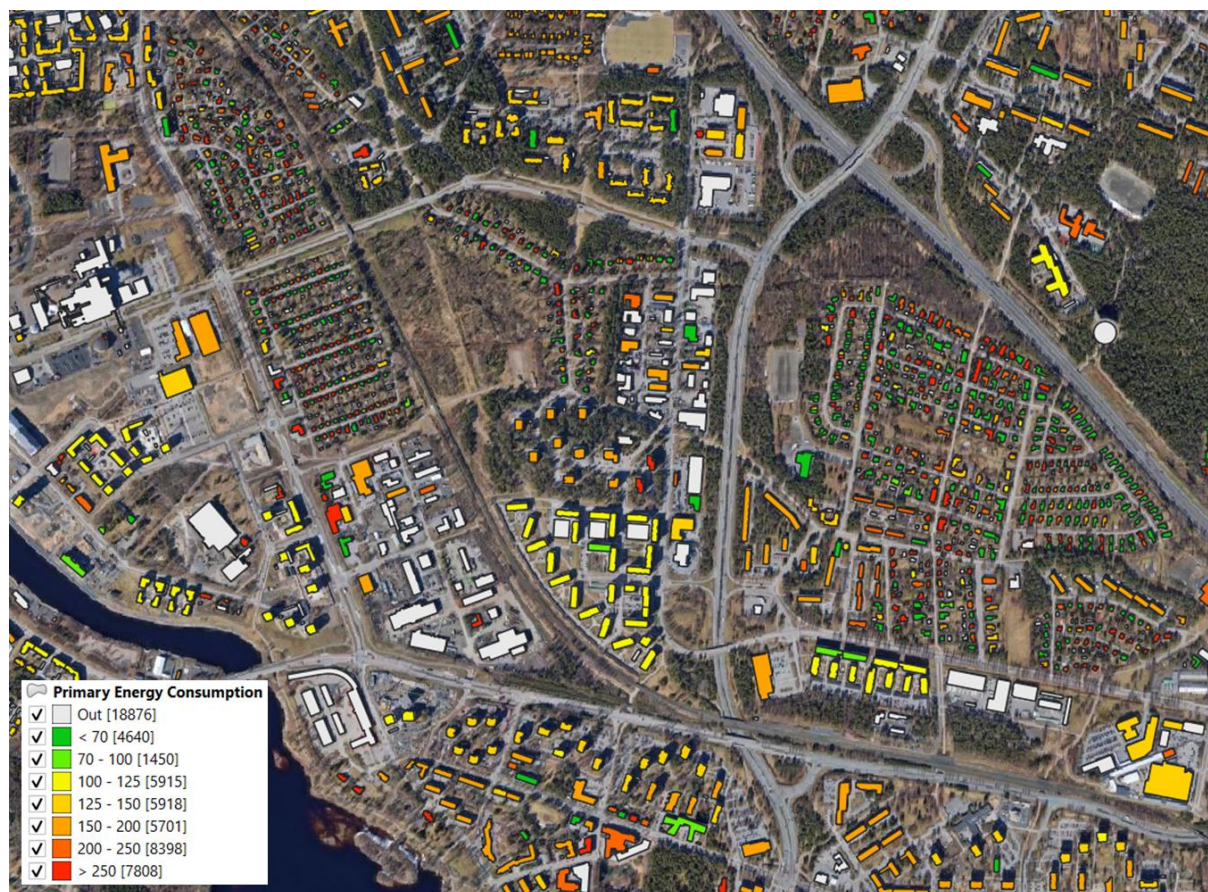 Primary Energy Consumption
Out [18876]
< 70 [4640]
70 - 100 [1450]
100 - 125 [5915]
125 - 150 [5918]
150 - 200 [5701]
200 - 250 [8398]
> 250 [7808]